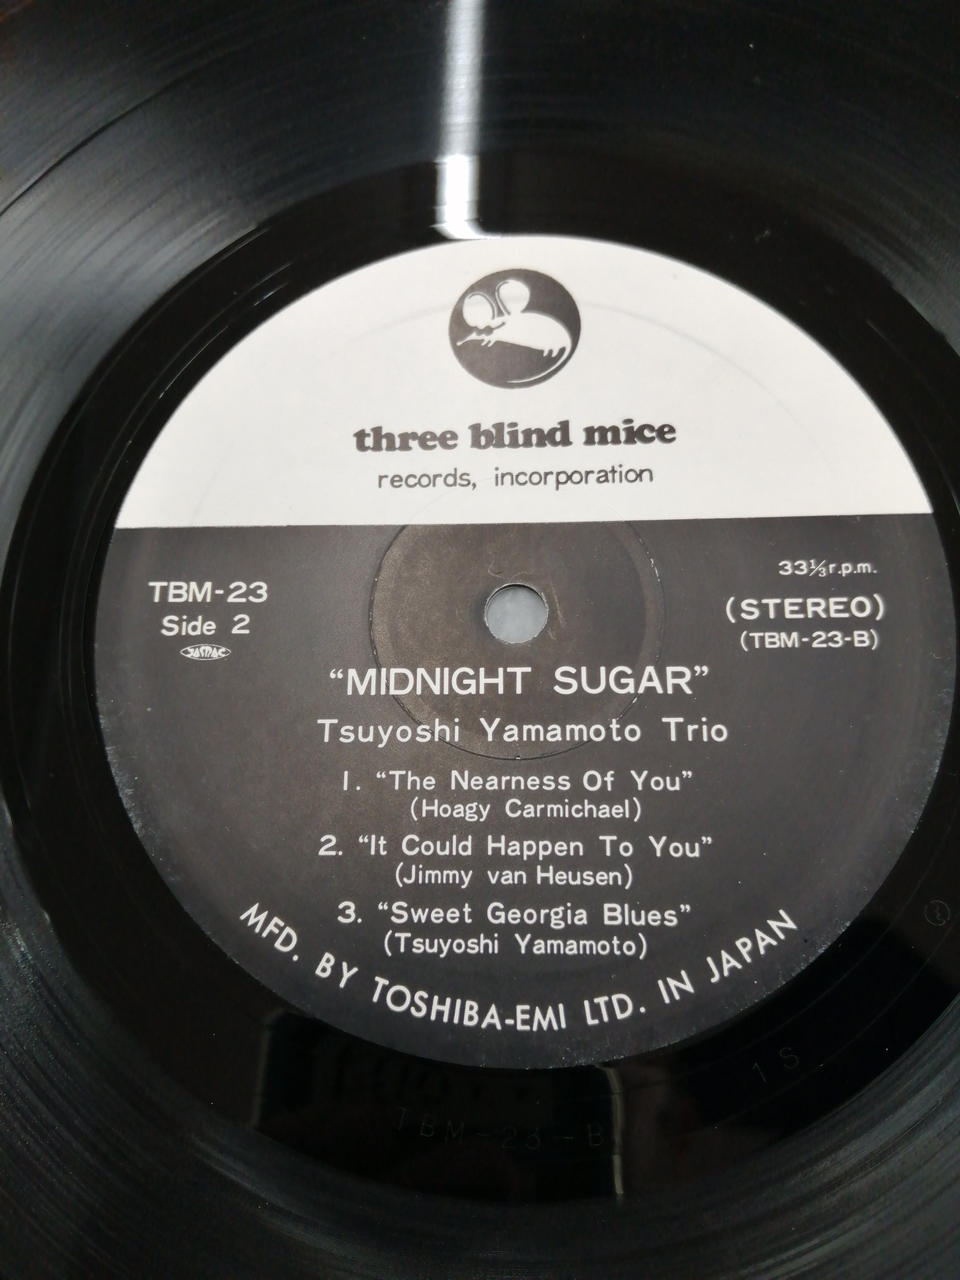 three blind mice
records, incorporation
33⅓ r.p.m.
TBM-23
(STEREO)
Side 2
(TBM-23-B)
JASRAC
“MIDNIGHT SUGAR”
Tsuyoshi Yamamoto Trio
1. “The Nearness Of You”
(Hoagy Carmichael)
2. “It Could Happen To You”
(Jimmy van Heusen)
3. “Sweet Georgia Blues”
(Tsuyoshi Yamamoto)
MFD. BY TOSHIBA-EMI LTD. IN JAPAN
1 S
TBM-23-B